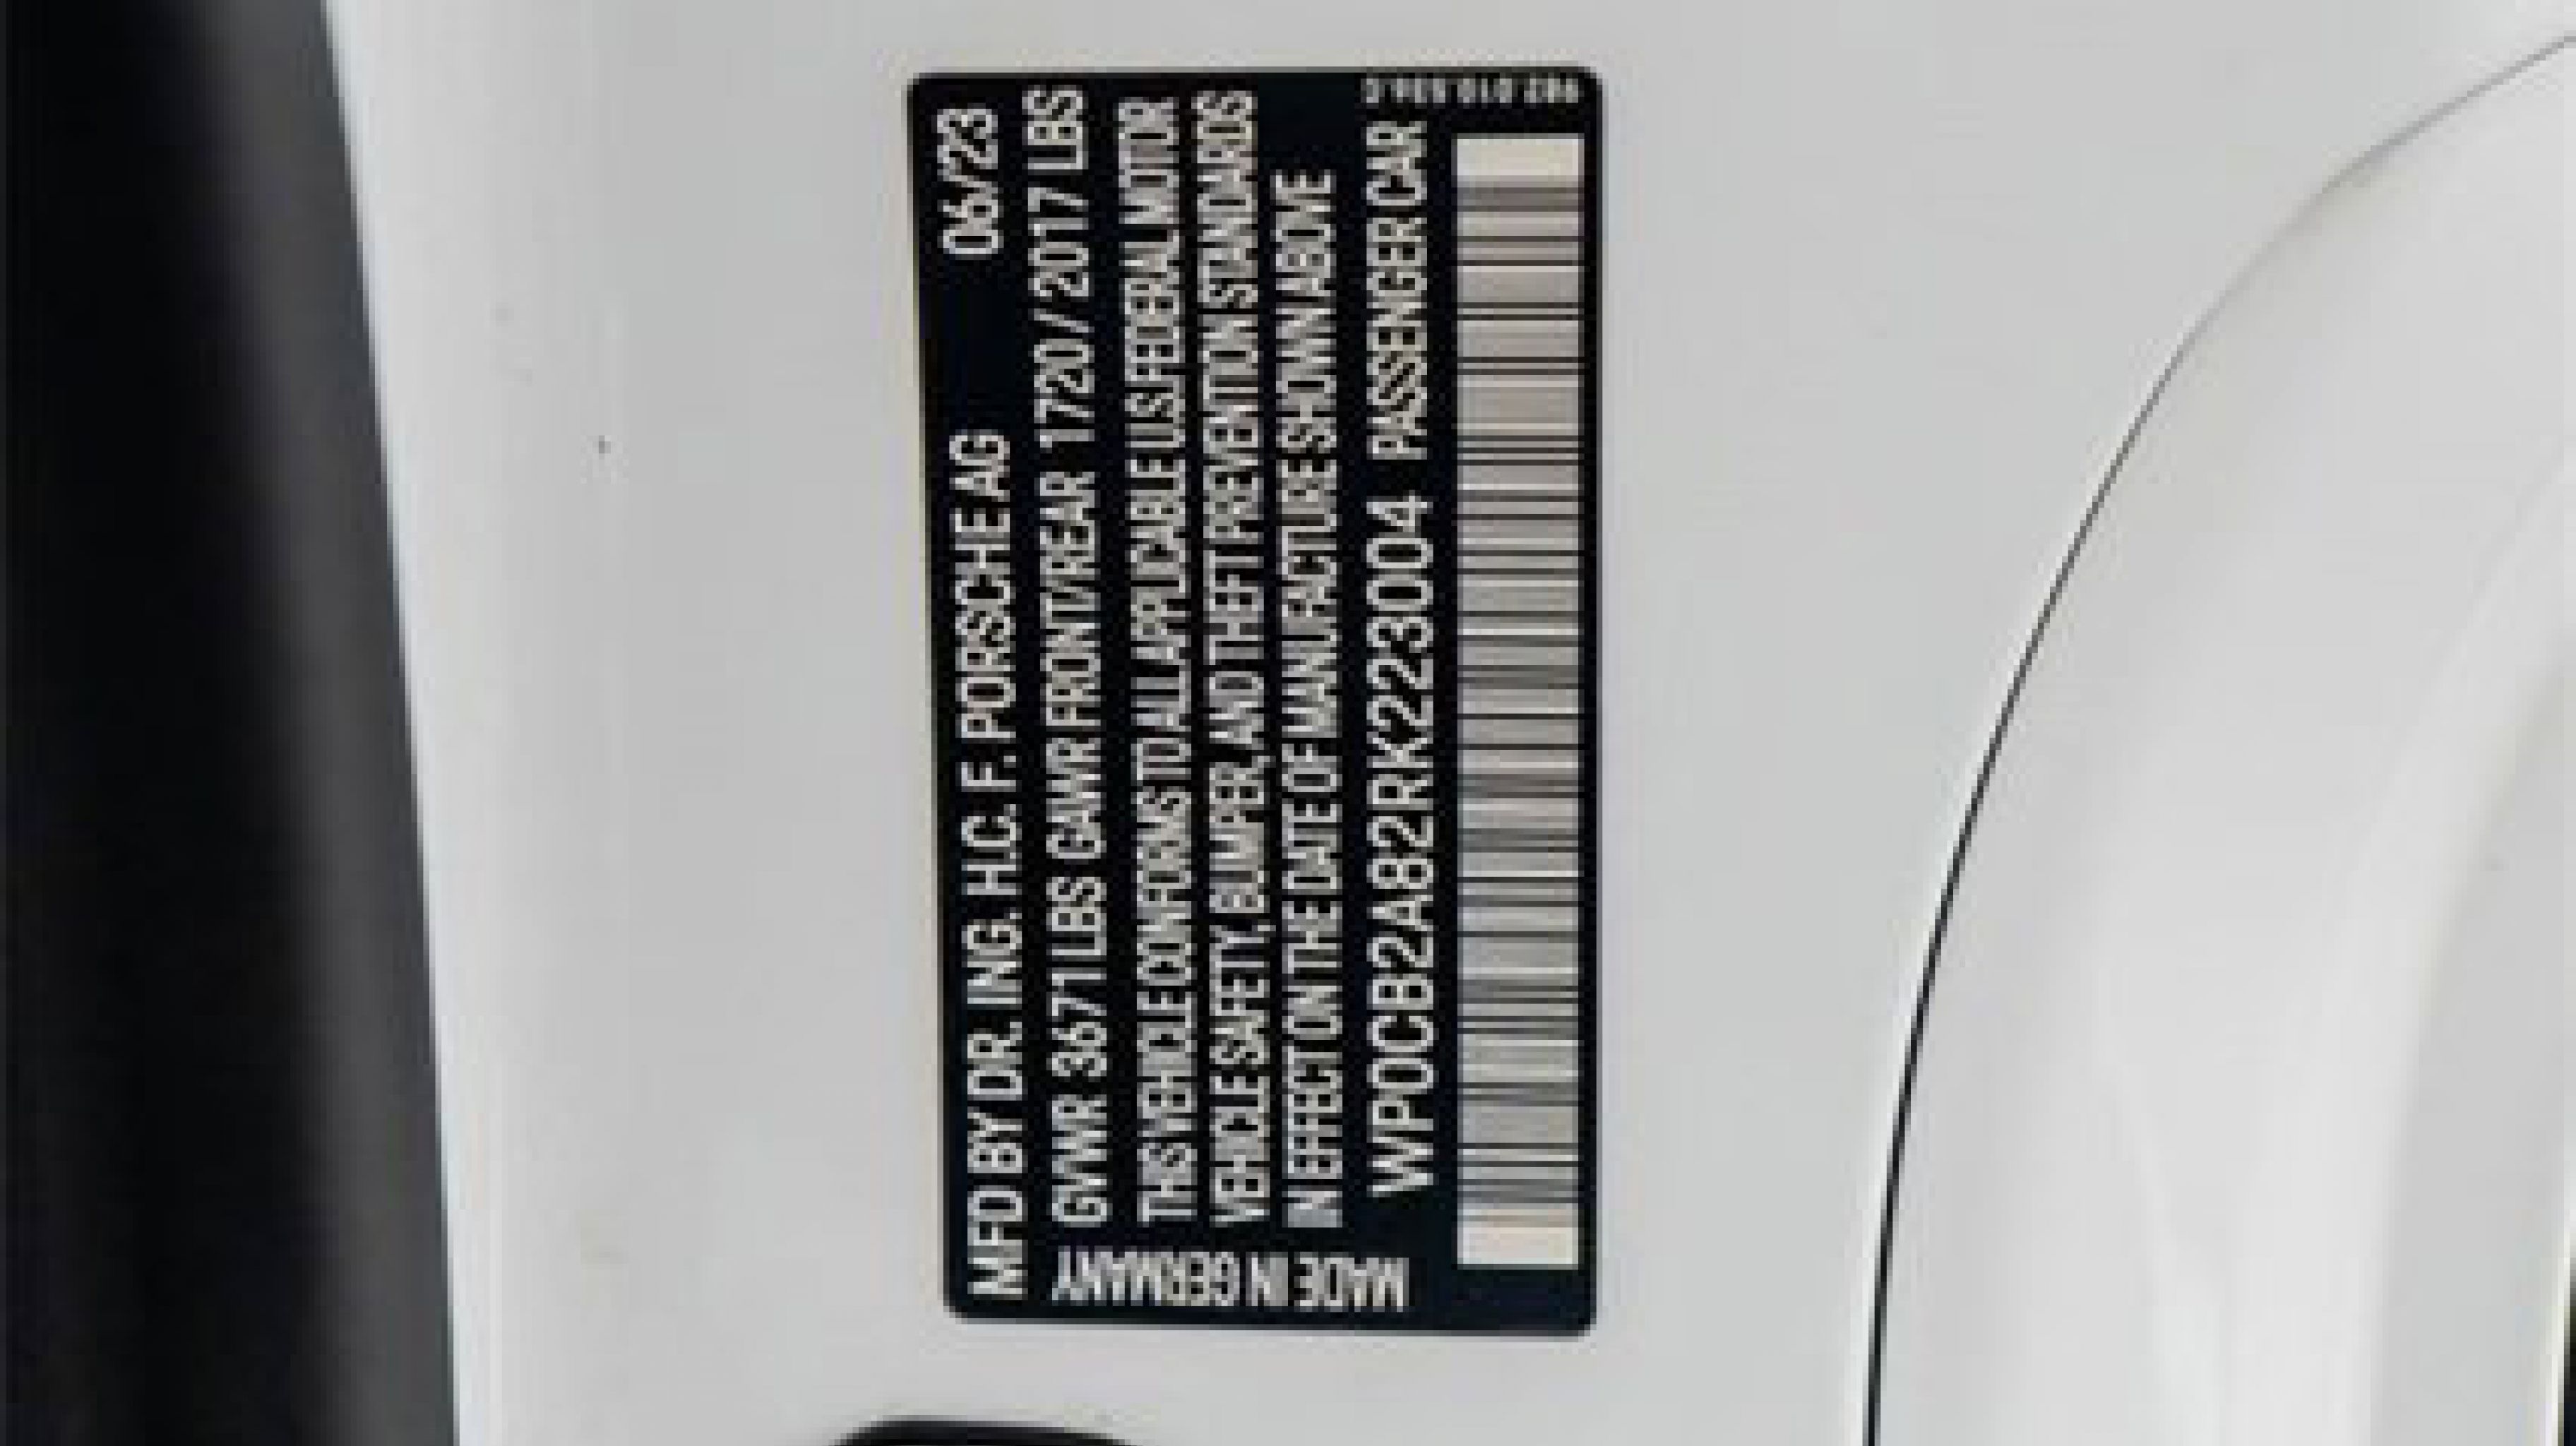 MFD BY DR. ING. H.C. F. PORSCHE AG 06/23
GVWR 3671 LBS GAWR FRONT/REAR 1720 / 2017 LBS
THIS VEHICLE CONFORMS TO ALL APPLICABLE U.S. FEDERAL MOTOR
VEHICLE SAFETY, BUMPER, AND THEFT PREVENTION STANDARDS
IN EFFECT ON THE DATE OF MANUFACTURE SHOWN ABOVE
WP0CB2A82RK223004 PASSENGER CAR
MADE IN GERMANY